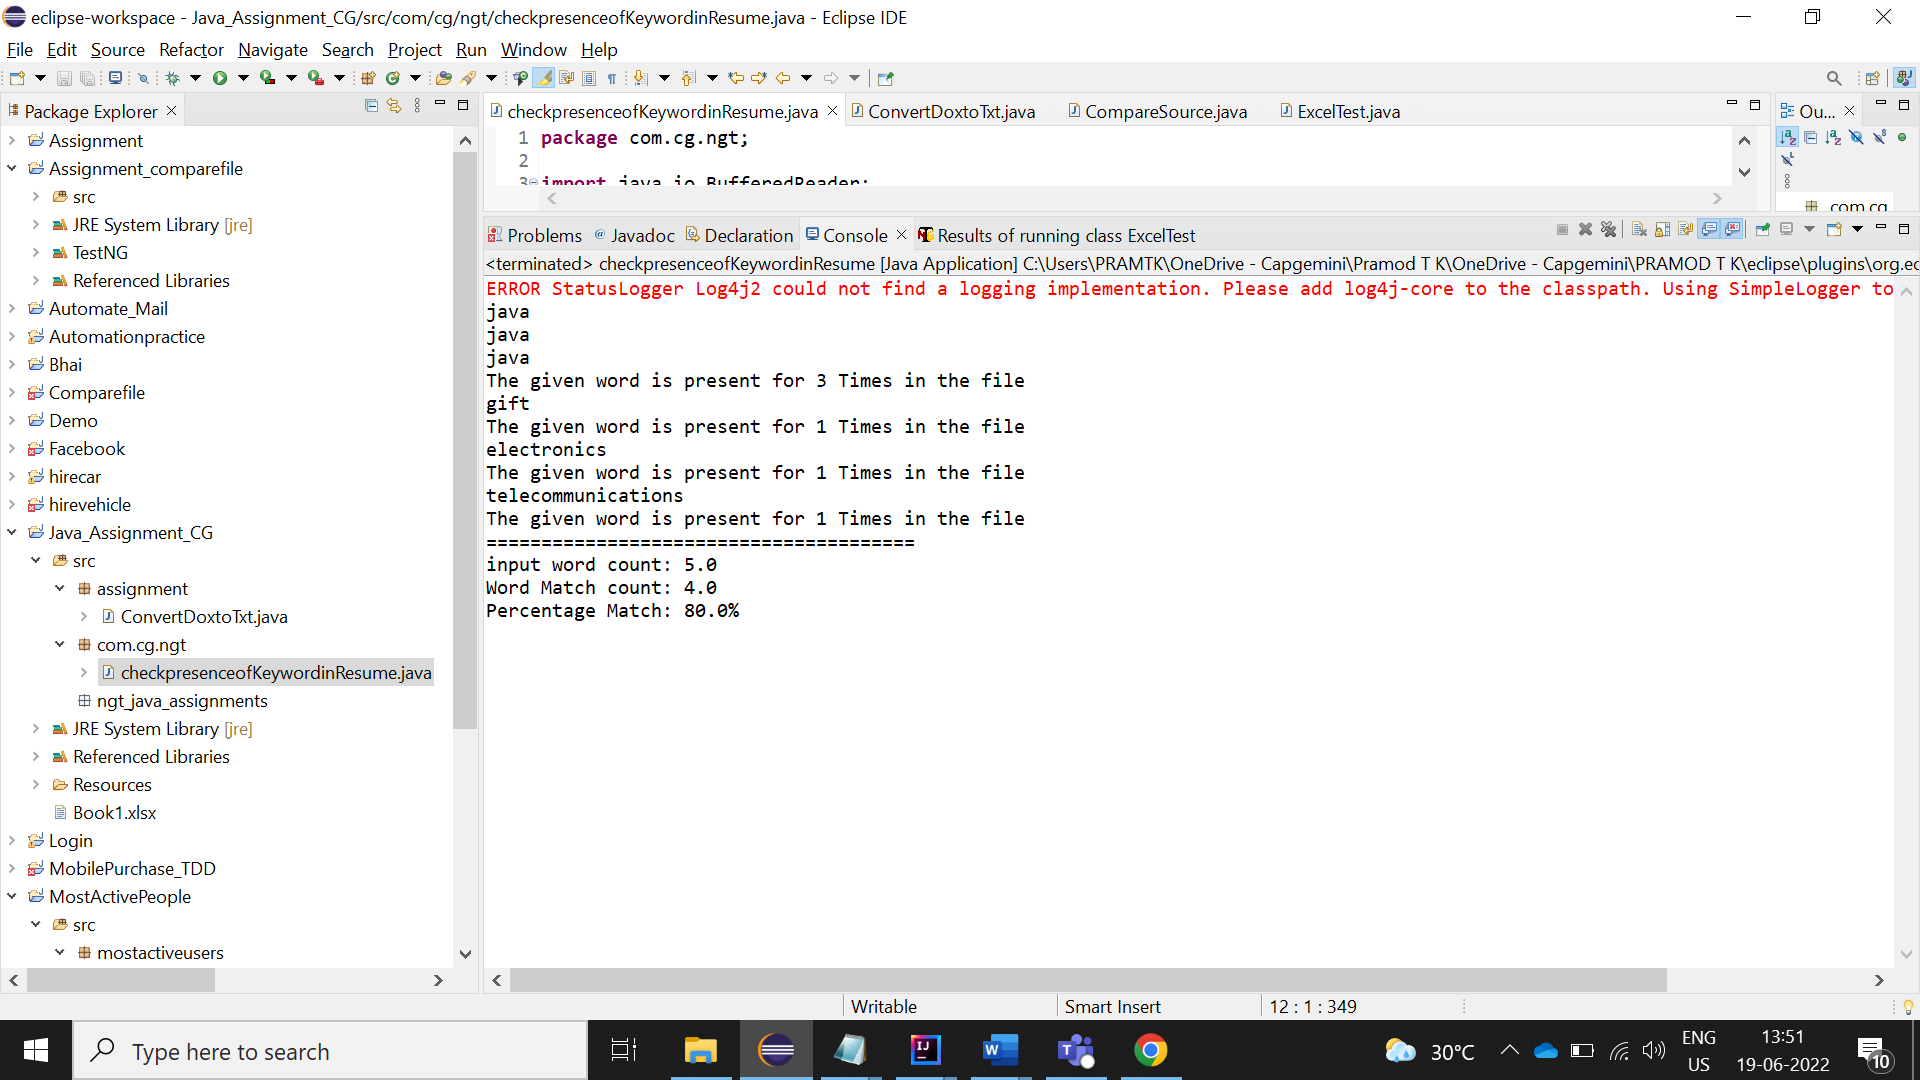 eclipse-workspace - Java_Assignment_CG/src/com/cg/ngt/checkpresenceofKeywordinResume.java - Eclipse IDE
File Edit Source Refactor Navigate Search Project Run Window Help
Package Explorer
Assignment
Assignment_comparefile
src
JRE System Library [jre]
TestNG
Referenced Libraries
Automate_Mail
Automationpractice
Bhai
Comparefile
Demo
Facebook
hirecar
hirevehicle
Java_Assignment_CG
src
assignment
ConvertDoxtoTxt.java
com.cg.ngt
checkpresenceofKeywordinResume.java
ngt_java_assignments
JRE System Library [jre]
Referenced Libraries
Resources
Book1.xlsx
Login
MobilePurchase_TDD
MostActivePeople
src
mostactiveusers
checkpresenceofKeywordinResume.java ConvertDoxtoTxt.java CompareSource.java ExcelTest.java
1 package com.cg.ngt;
2
3 import java.io.BufferedReader;
Ou...
com.cg
Problems Javadoc Declaration Console Results of running class ExcelTest
<terminated> checkpresenceofKeywordinResume [Java Application] C:\Users\PRAMTK\OneDrive - Capgemini\Pramod T K\OneDrive - Capgemini\PRAMOD T K\eclipse\plugins\org.ec
ERROR StatusLogger Log4j2 could not find a logging implementation. Please add log4j-core to the classpath. Using SimpleLogger to
java
java
java
The given word is present for 3 Times in the file
gift
The given word is present for 1 Times in the file
electronics
The given word is present for 1 Times in the file
telecommunications
The given word is present for 1 Times in the file
=======================================
input word count: 5.0
Word Match count: 4.0
Percentage Match: 80.0%
Writable Smart Insert 12 : 1 : 349
Type here to search
30°C
ENG
US
13:51
19-06-2022
10